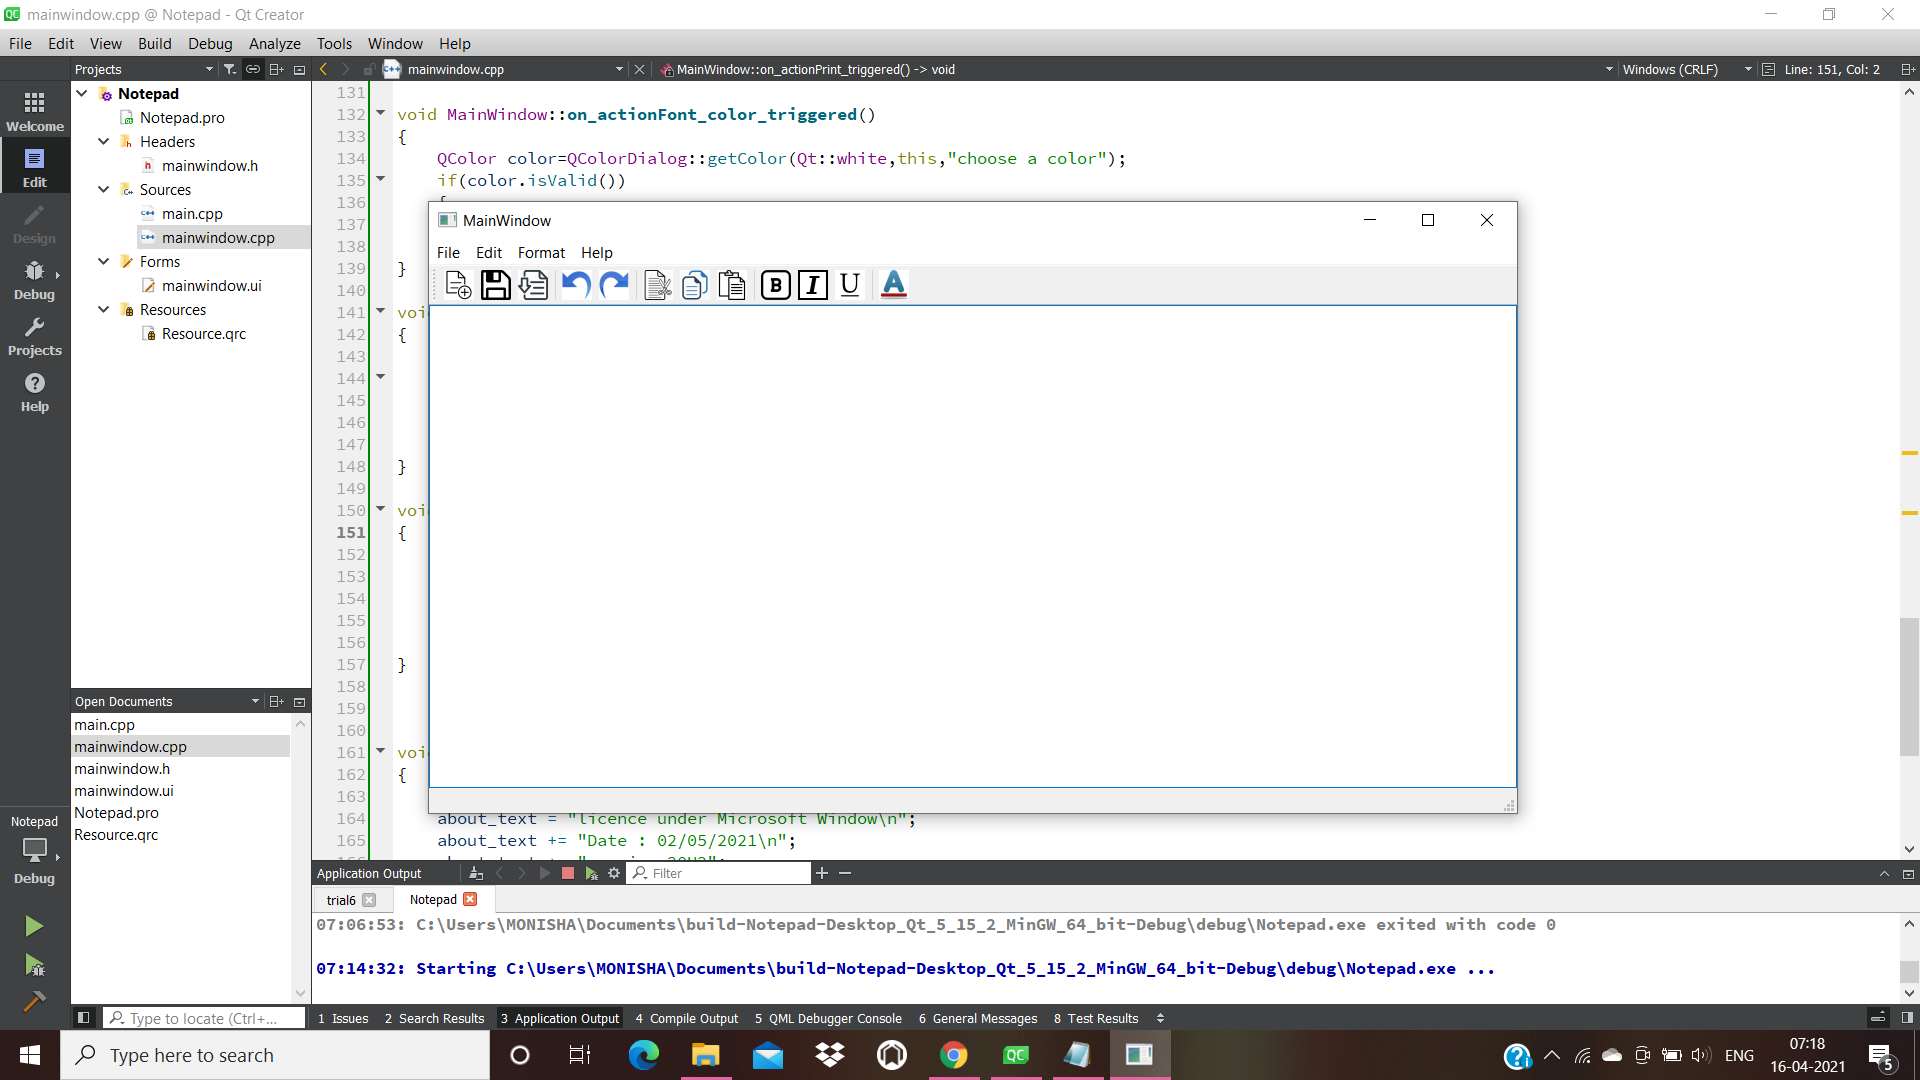 mainwindow.cpp @ Notepad - Qt Creator
File Edit View Build Debug Analyze Tools Window Help
Projects
mainwindow.cpp
MainWindow::on_actionPrint_triggered() -> void
Windows (CRLF)
Line: 151, Col: 2
Welcome
Edit
Design
Debug
Projects
Help
Notepad
Notepad.pro
Headers
mainwindow.h
Sources
main.cpp
mainwindow.cpp
Forms
mainwindow.ui
Resources
Resource.qrc
131
132 void MainWindow::on_actionFont_color_triggered()
133 {
134 QColor color=QColorDialog::getColor(Qt::white,this,"choose a color");
135 if(color.isValid())
136
137
138
139 }
140
141 voi
142 {
143
144
145
146
147
148 }
149
150 voi
151 {
152
153
154
155
156
157 }
158
159
160
161 voi
162 {
163
164 about_text = "licence under Microsoft Window\n";
165 about_text += "Date : 02/05/2021\n";
MainWindow
File Edit Format Help
B I U A
Open Documents
main.cpp
mainwindow.cpp
mainwindow.h
mainwindow.ui
Notepad.pro
Resource.qrc
Notepad
Debug
Application Output
Filter
trial6
Notepad
07:06:53: C:\Users\MONISHA\Documents\build-Notepad-Desktop_Qt_5_15_2_MinGW_64_bit-Debug\debug\Notepad.exe exited with code 0
07:14:32: Starting C:\Users\MONISHA\Documents\build-Notepad-Desktop_Qt_5_15_2_MinGW_64_bit-Debug\debug\Notepad.exe ...
Type to locate (Ctrl+...
1 Issues 2 Search Results 3 Application Output 4 Compile Output 5 QML Debugger Console 6 General Messages 8 Test Results
Type here to search
QC
ENG
07:18
16-04-2021
5